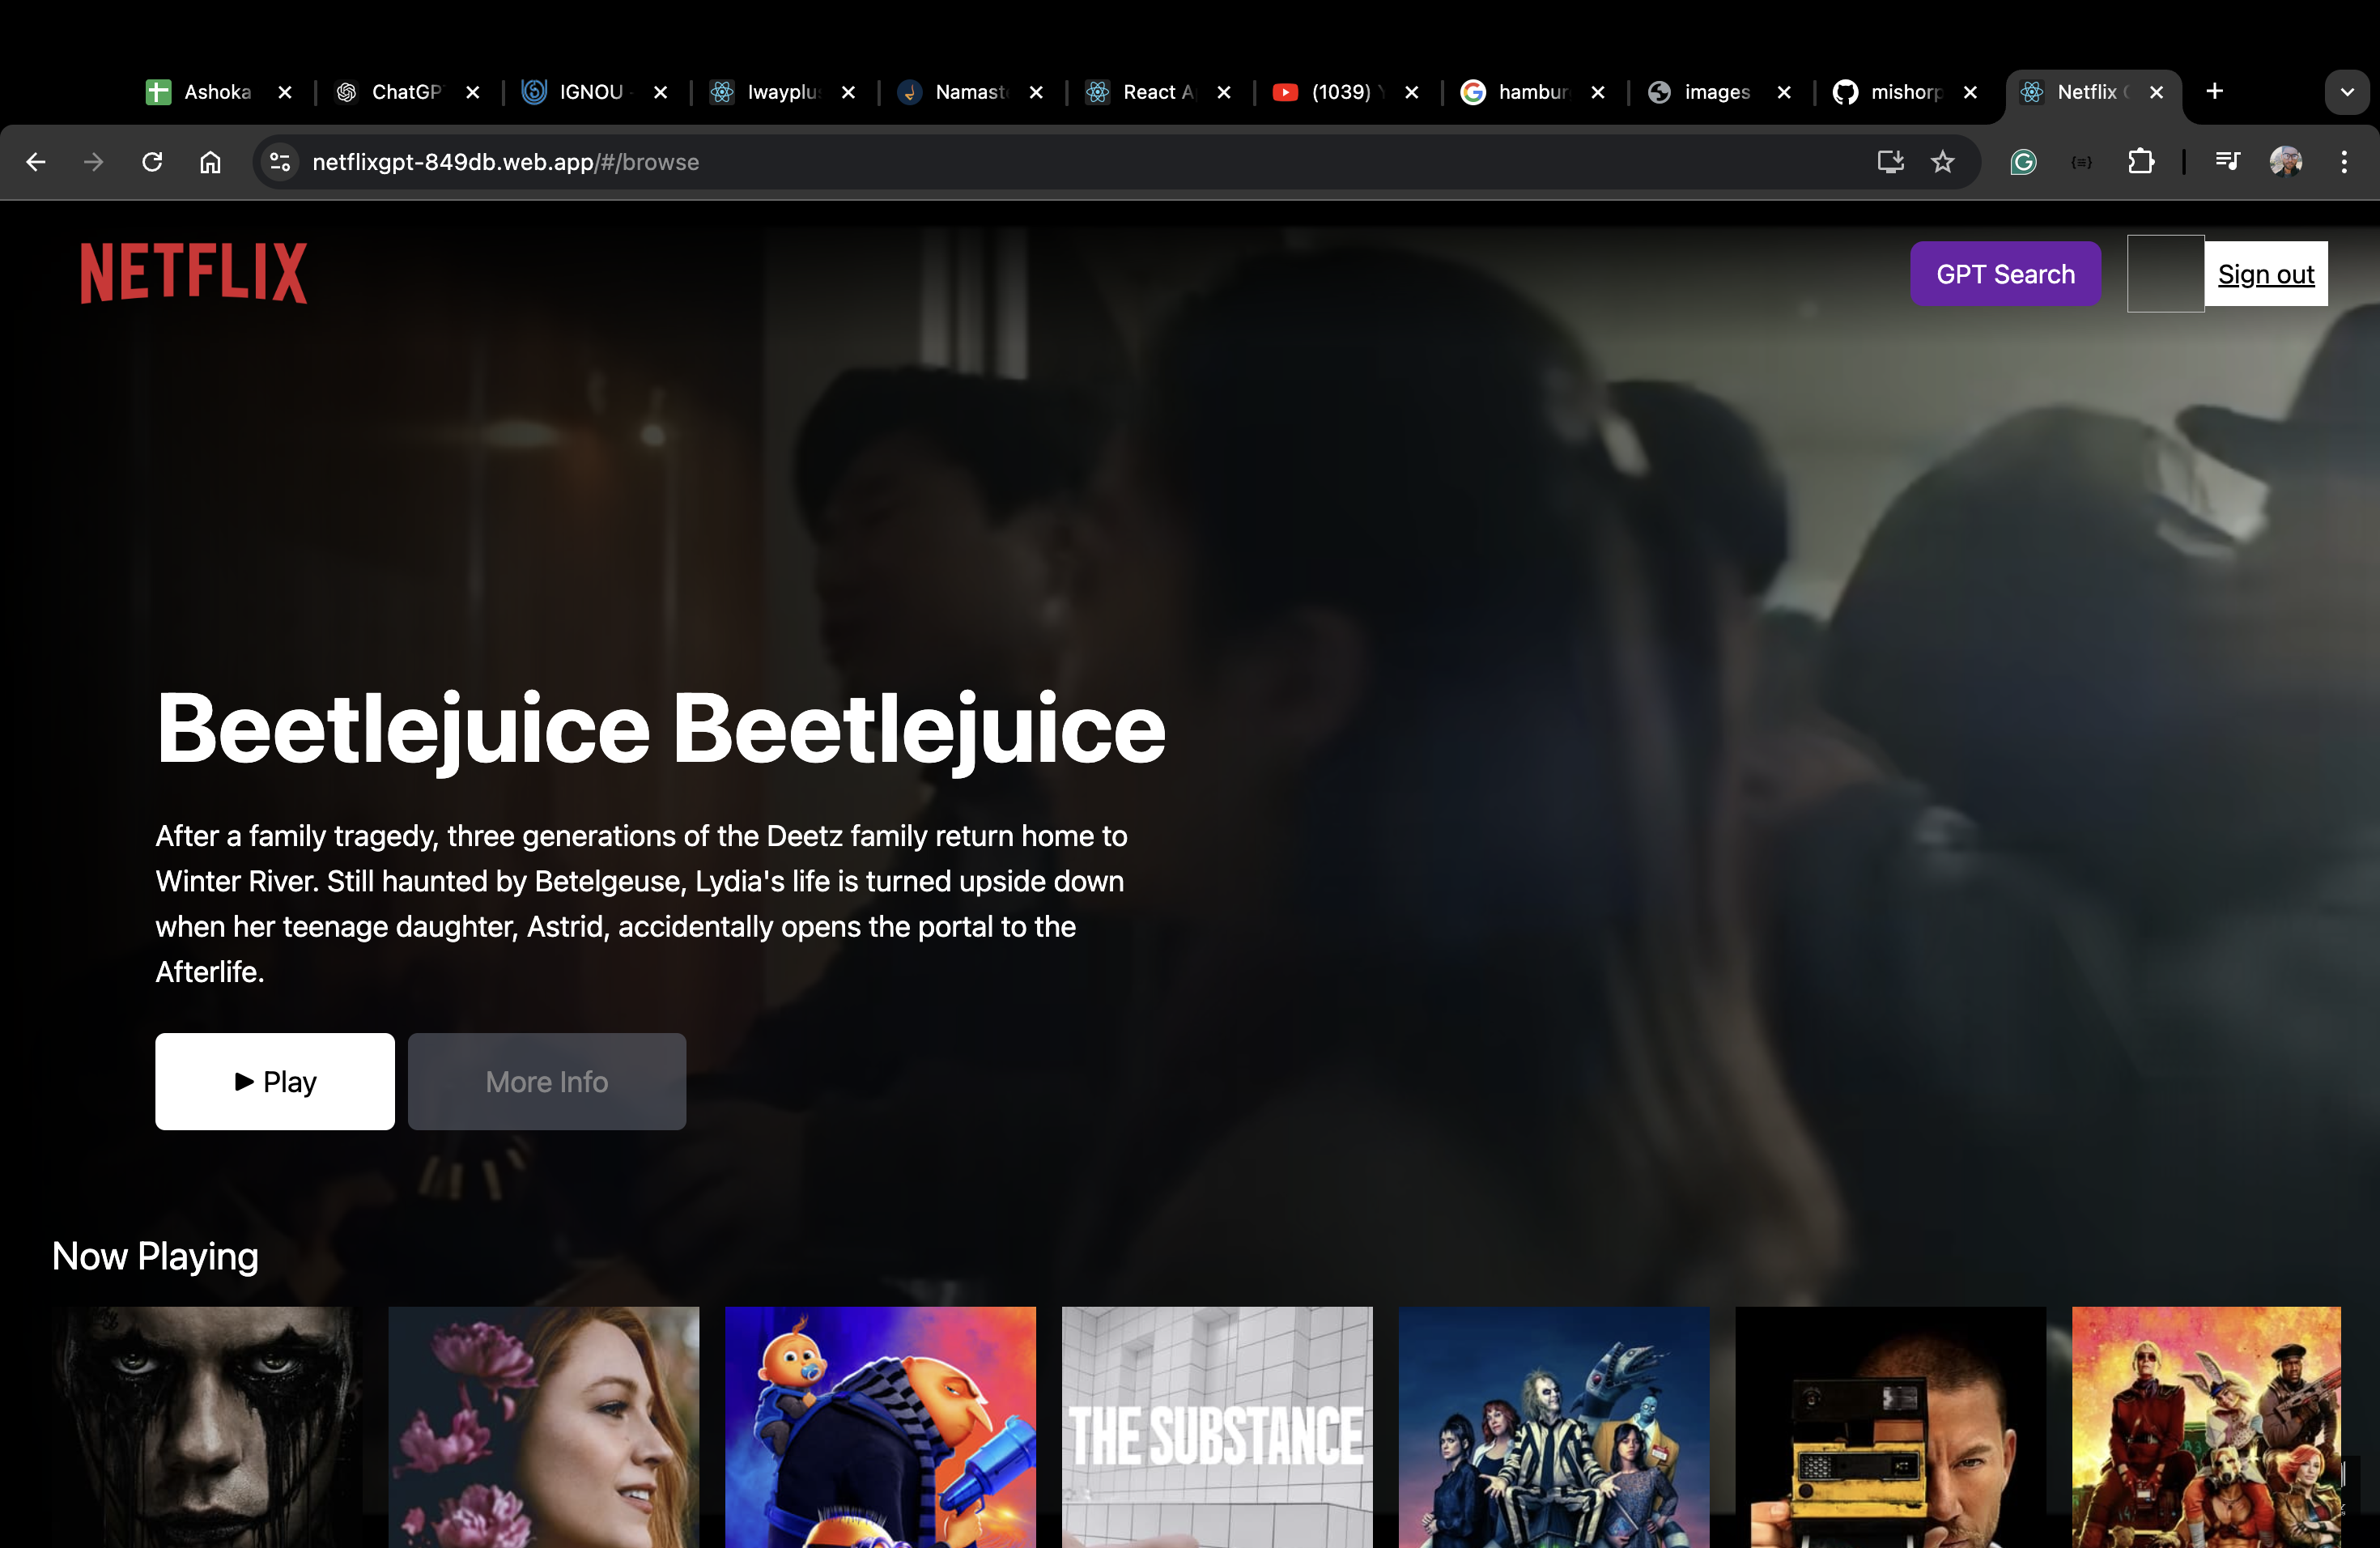 Ashoka
ChatGP
IGNOU -
Iwayplu
Namast
React A
(1039)
hambur
images
mishorp
Netflix
netflixgpt-849db.web.app/#/browse
NETFLIX
GPT Search
Sign out
Beetlejuice Beetlejuice
After a family tragedy, three generations of the Deetz family return home to
Winter River. Still haunted by Betelgeuse, Lydia's life is turned upside down
when her teenage daughter, Astrid, accidentally opens the portal to the
Afterlife.
Play
More Info
Now Playing
THE SUBSTANCE